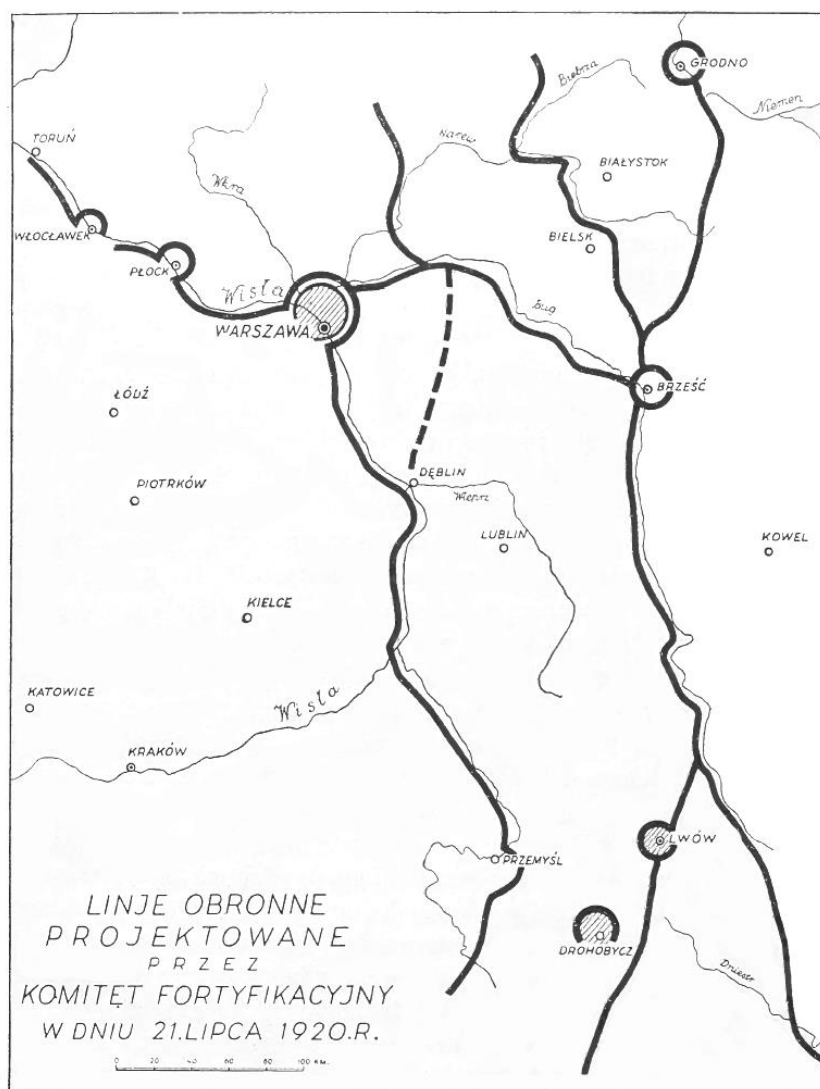 GRODNO
Biebrza
Niemen
Narew
TORUŃ
BIAŁYSTOK
Wkra
WŁOCŁAWEK
BIELSK
PŁOCK
Wisła
Bug
WARSZAWA
BRZEŚĆ
ŁÓDŹ
DĘBLIN
PIOTRKÓW
Wieprz
LUBLIN
KOWEL
KIELCE
KATOWICE
Wisła
KRAKÓW
LWÓW
PRZEMYŚL
DROHOBYCZ
Dniestr
LINJE OBRONNE
PROJEKTOWANE
PRZEZ
KOMITĘT FORTYFIKACYJNY
W DNIU 21.LIPCA 1920.R.
0 20 40 60 80 100 KM.